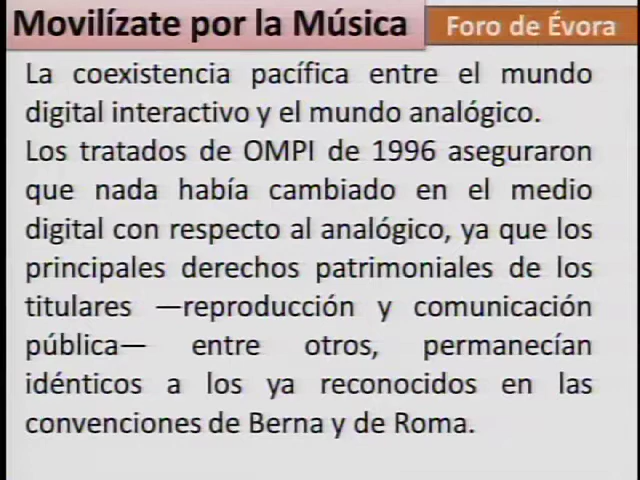 Movilízate por la Música
Foro de Évora
La coexistencia pacífica entre el mundo
digital interactivo y el mundo analógico.
Los tratados de OMPI de 1996 aseguraron
que nada había cambiado en el medio
digital con respecto al analógico, ya que los
principales derechos patrimoniales de los
titulares —reproducción y comunicación
pública— entre otros, permanecían
idénticos a los ya reconocidos en las
convenciones de Berna y de Roma.